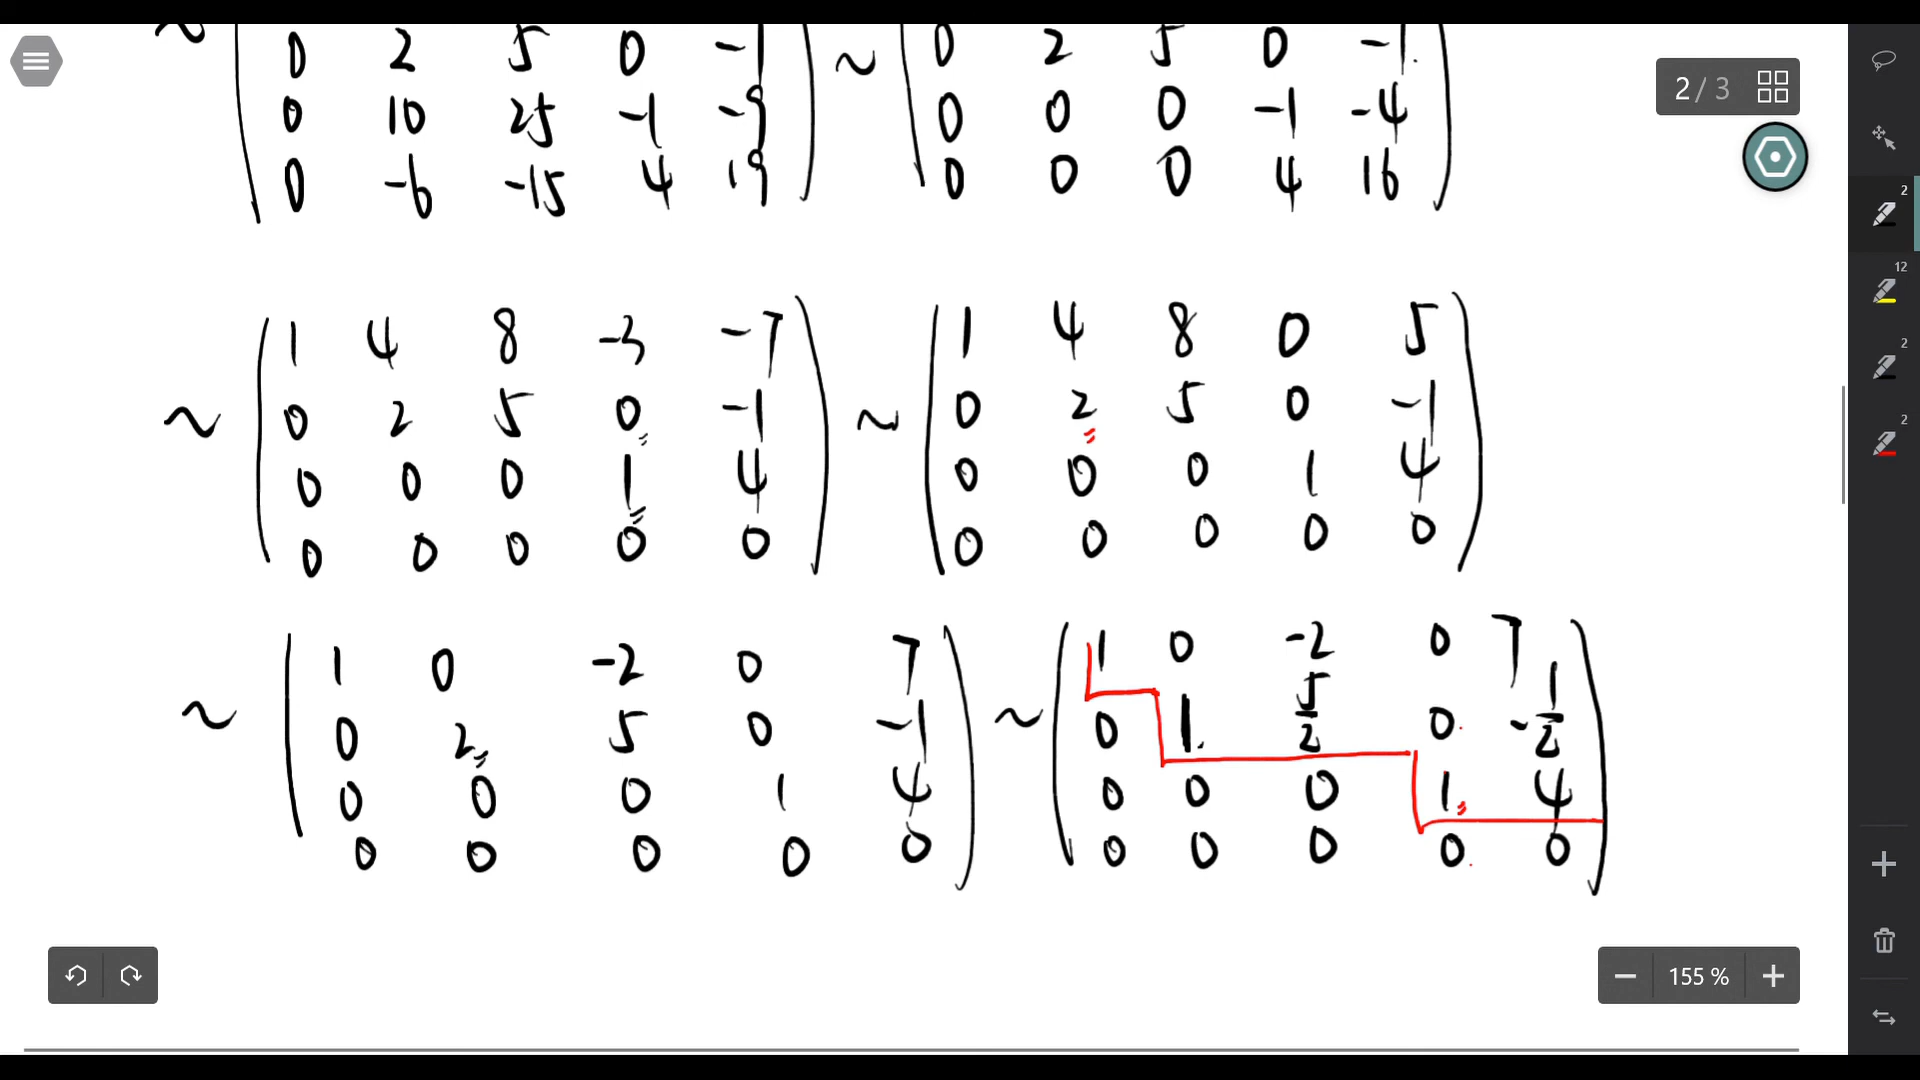 ~ ( 0 2 5 0 -1 ) ~ ( 0 2 5 0 -1 )
0 10 25 -1 -9 0 0 0 -1 -4
0 -6 -15 4 19 0 0 0 4 16
2 / 3
~ ( 1 4 8 -3 -7 ) ~ ( 1 4 8 0 5 )
0 2 5 0 -1 0 2 5 0 -1
0 0 0 1 4 0 0 0 1 4
0 0 0 0 0 0 0 0 0 0
~ ( 1 0 -2 0 7 ) ~ ( 1 0 -2 0 7 )
0 2 5 0 -1 0 1 5/2 0 -1/2
0 0 0 1 4 0 0 0 1 4
0 0 0 0 0 0 0 0 0 0
2
12
2
2
155 %